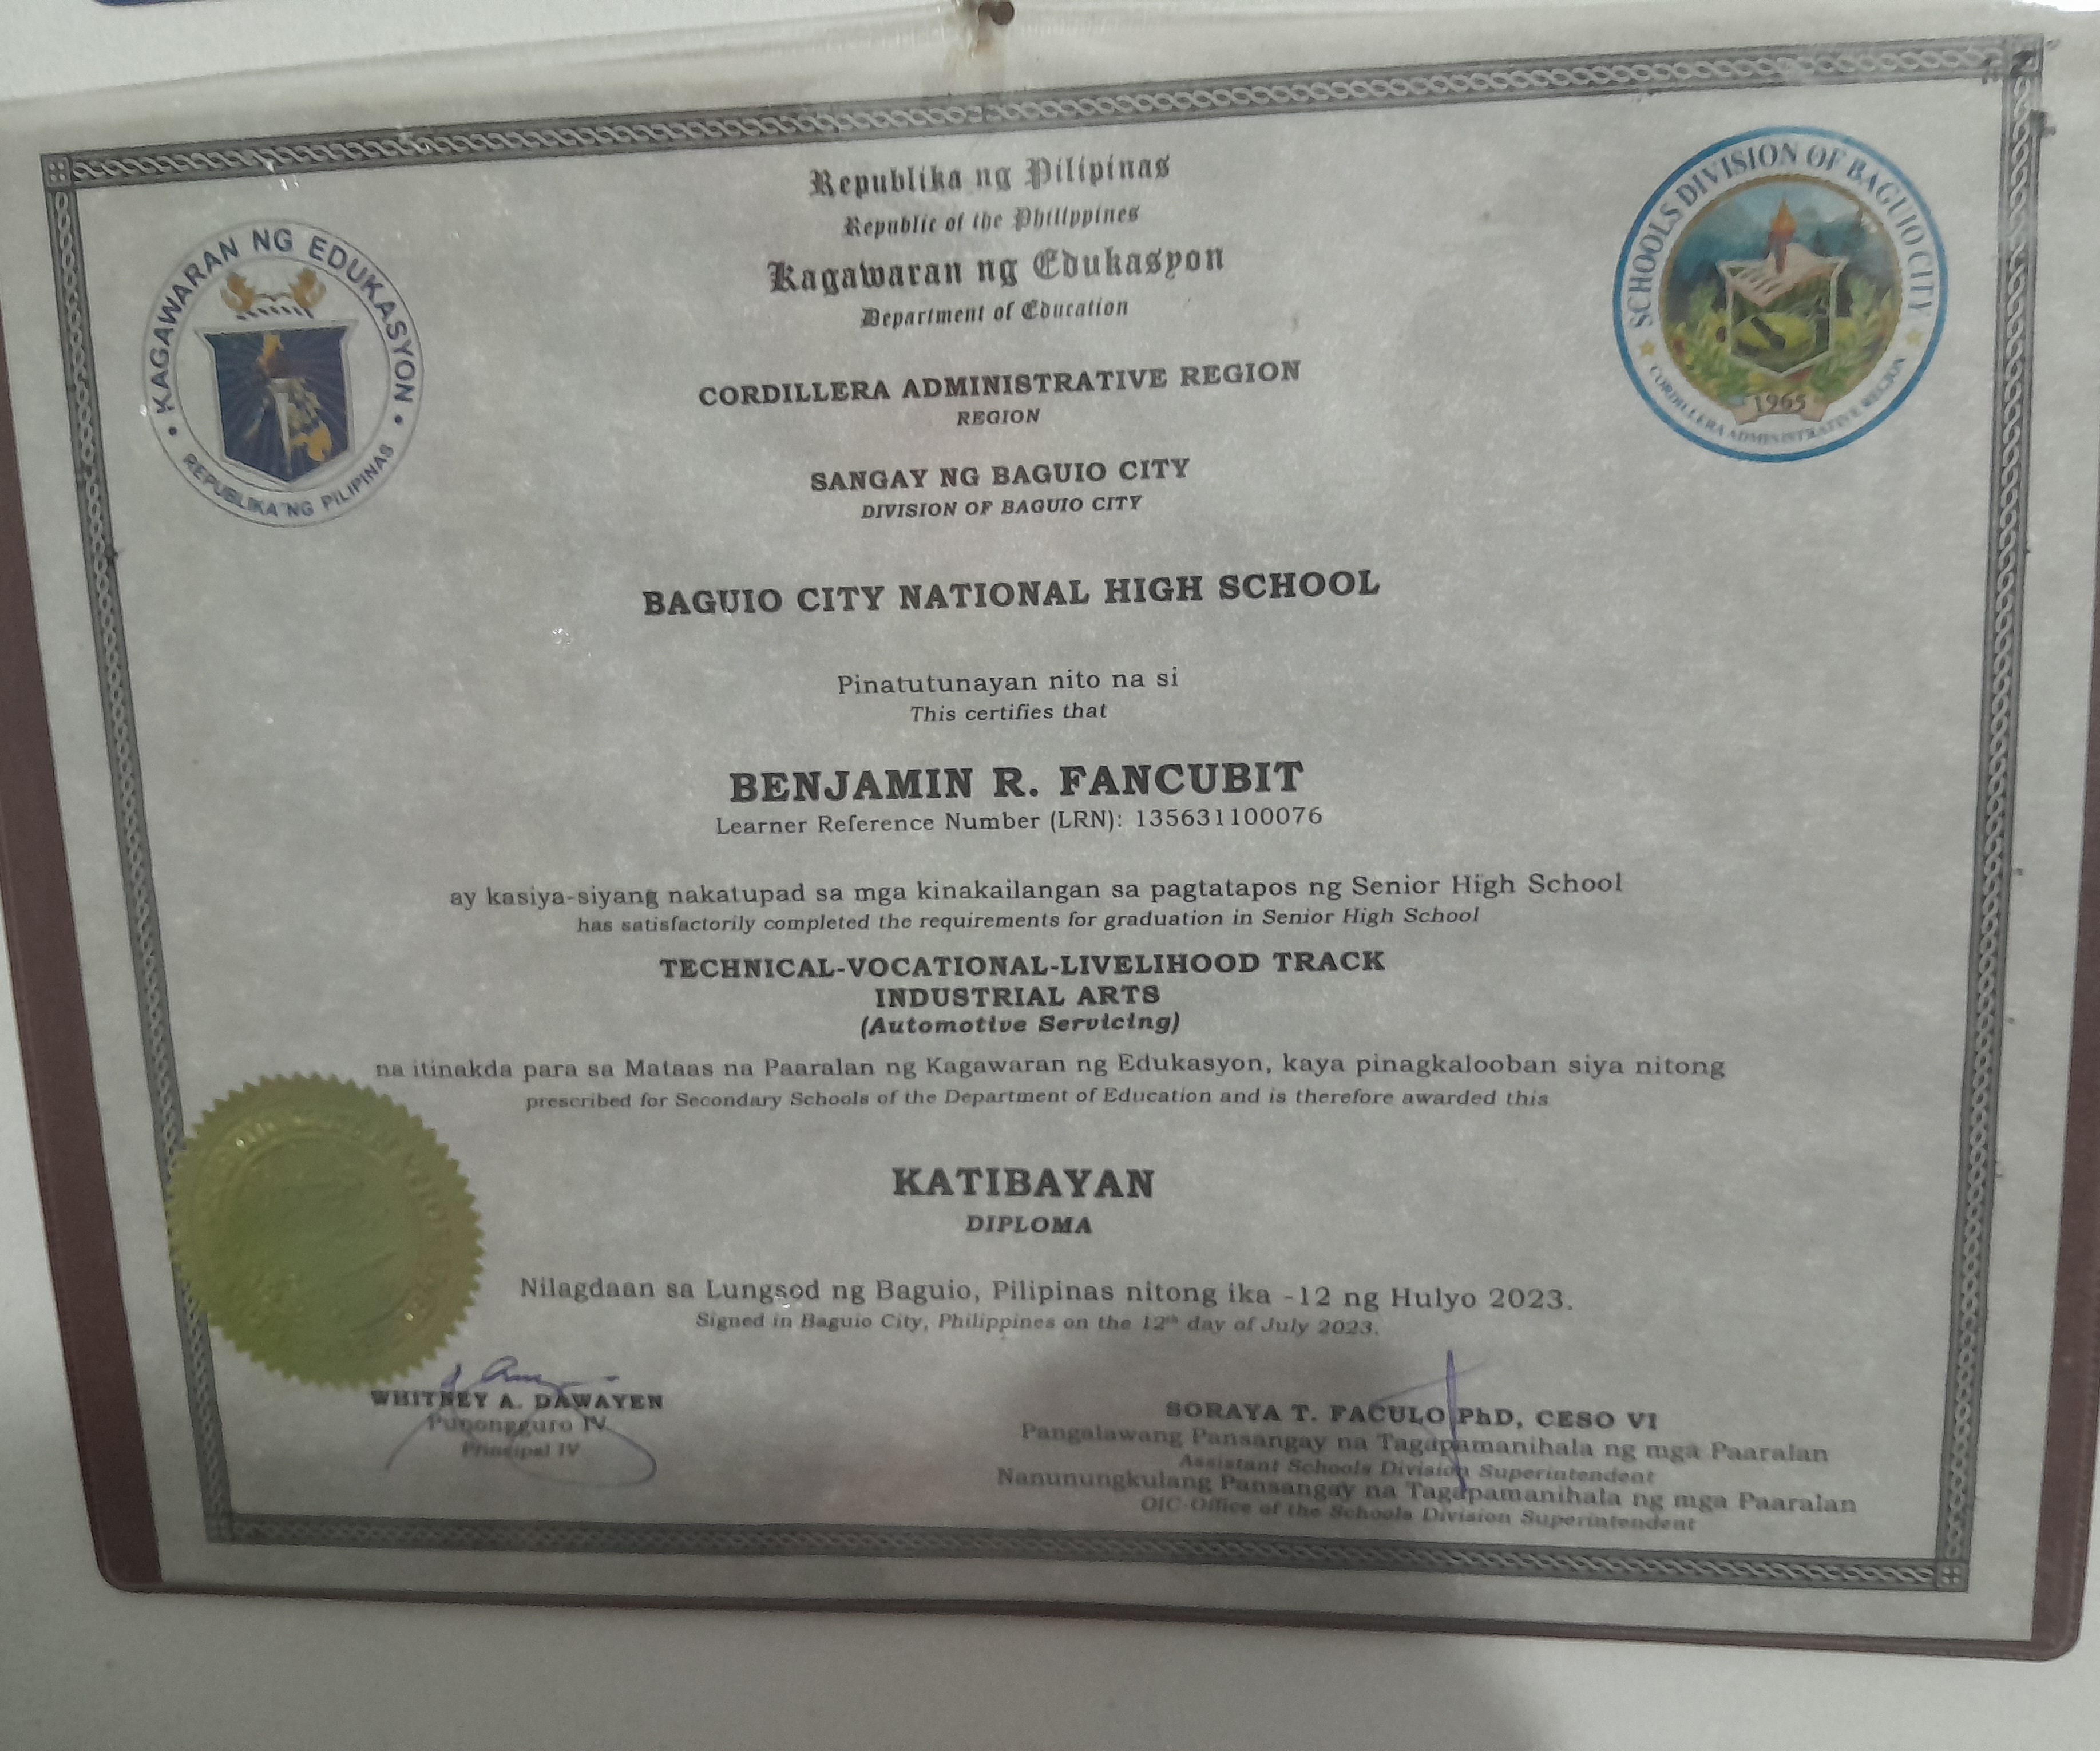 Republika ng Pilipinas
Republic of the Philippines
Kagawaran ng Edukasyon
Department of Education
KAGAWARAN NG EDUKASYON
REPUBLIKA NG PILIPINAS
SCHOOLS DIVISION OF BAGUIO CITY
1965
CORDILLERA ADMINISTRATIVE REGION
CORDILLERA ADMINISTRATIVE REGION
REGION
SANGAY NG BAGUIO CITY
DIVISION OF BAGUIO CITY
BAGUIO CITY NATIONAL HIGH SCHOOL
Pinatutunayan nito na si
This certifies that
BENJAMIN R. FANCUBIT
Learner Reference Number (LRN): 135631100076
ay kasiya-siyang nakatupad sa mga kinakailangan sa pagtatapos ng Senior High School
has satisfactorily completed the requirements for graduation in Senior High School
TECHNICAL-VOCATIONAL-LIVELIHOOD TRACK
INDUSTRIAL ARTS
(Automotive Servicing)
na itinakda para sa Mataas na Paaralan ng Kagawaran ng Edukasyon, kaya pinagkalooban siya nitong
prescribed for Secondary Schools of the Department of Education and is therefore awarded this
KATIBAYAN
DIPLOMA
Nilagdaan sa Lungsod ng Baguio, Pilipinas nitong ika -12 ng Hulyo 2023.
Signed in Baguio City, Philippines on the 12th day of July 2023.
WHITNEY A. DAWAYEN
Punongguro IV
Principal IV
SORAYA T. FACULO PhD, CESO VI
Pangalawang Pansangay na Tagapamanihala ng mga Paaralan
Assistant Schools Division Superintendent
Nanunungkulang Pansangay na Tagapamanihala ng mga Paaralan
OIC-Office of the Schools Division Superintendent